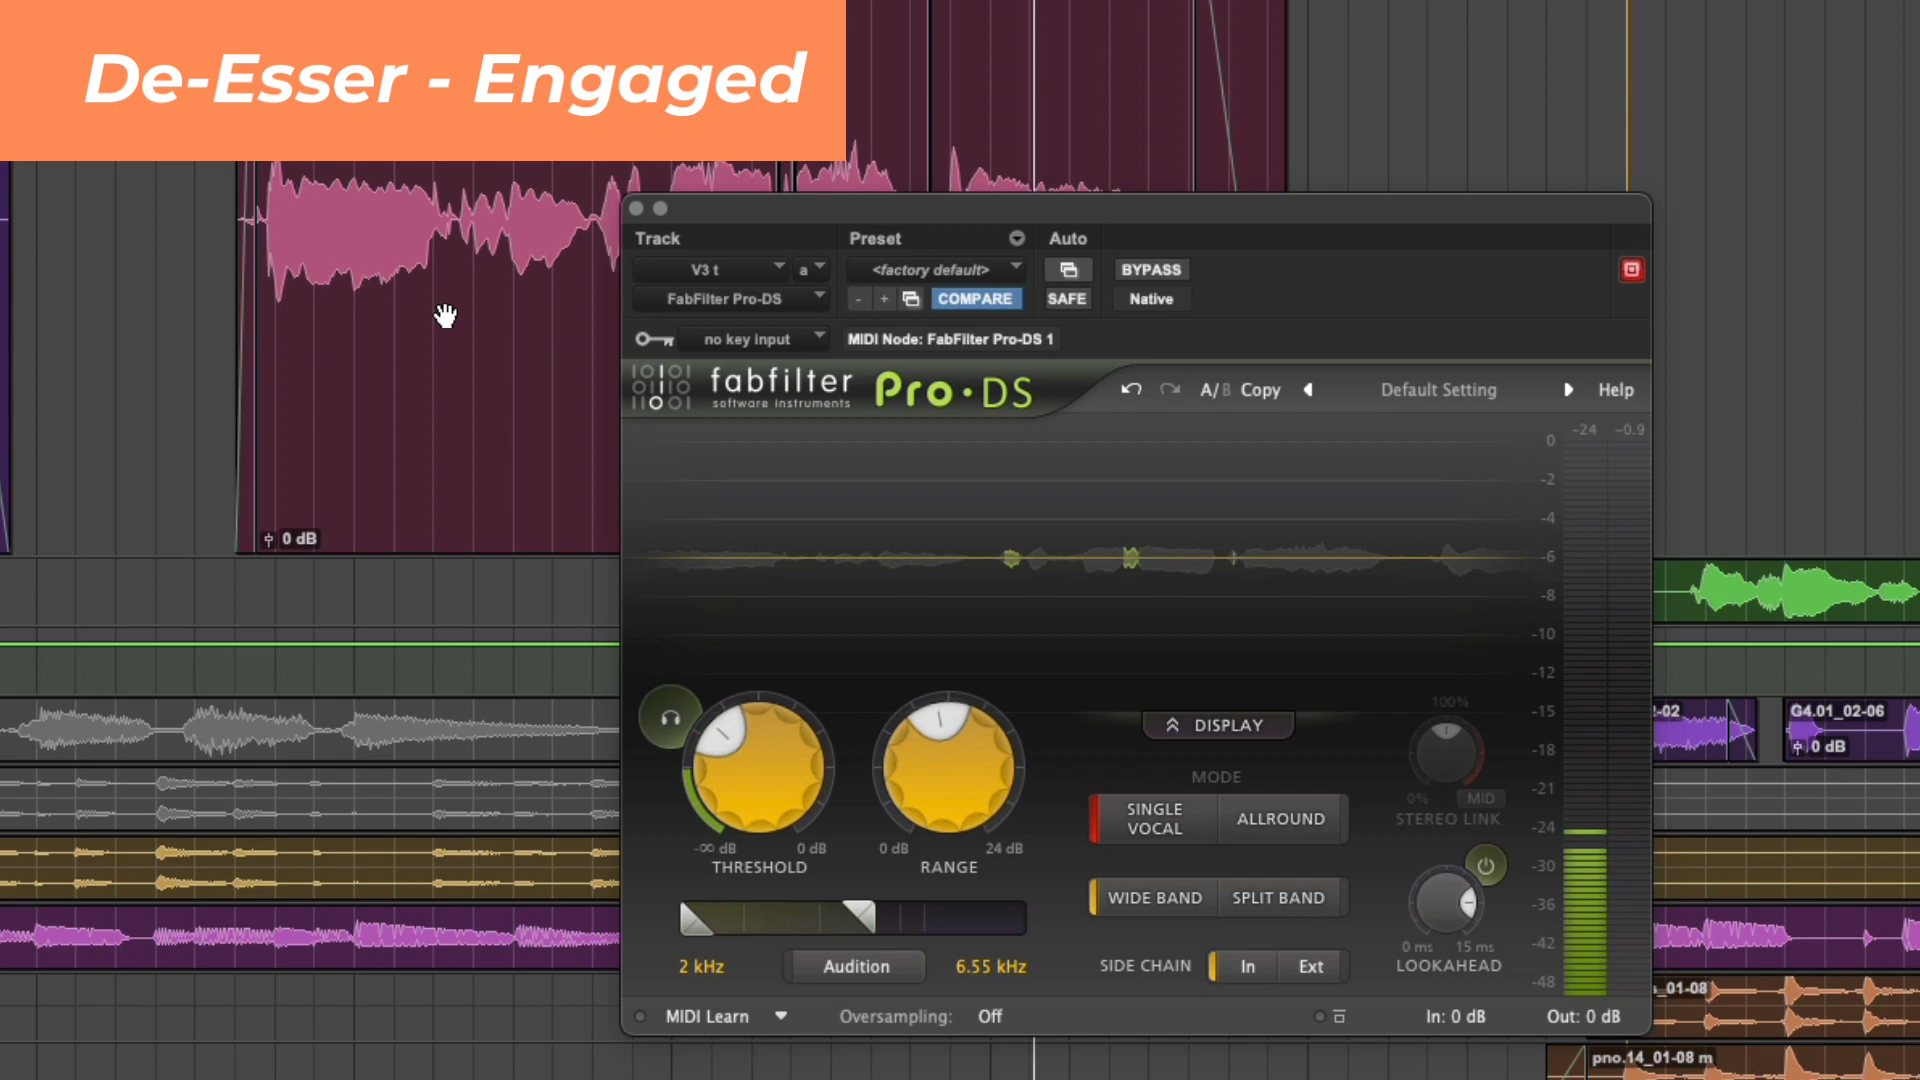 De-Esser - Engaged
Track
Preset
Auto
V3 t
a
<factory default>
BYPASS
FabFilter Pro-DS
- +
COMPARE
SAFE
Native
no key input
MIDI Node: FabFilter Pro-DS 1
fabfilter
software instruments
Pro·DS
A/B
Copy
Default Setting
Help
-24
-0.9
0
-2
-4
-6
-8
-10
-12
-15
-18
-21
-24
-30
-36
-42
-48
0 dB
DISPLAY
MODE
SINGLE
VOCAL
ALLROUND
100%
0%
MID
STEREO LINK
-∞ dB
0 dB
THRESHOLD
0 dB
24 dB
RANGE
WIDE BAND
SPLIT BAND
0 ms
15 ms
LOOKAHEAD
2 kHz
Audition
6.55 kHz
SIDE CHAIN
In
Ext
MIDI Learn
Oversampling:
Off
In: 0 dB
Out: 0 dB
-02
G4.01_02-06
0 dB
_01-08
pno.14_01-08 m